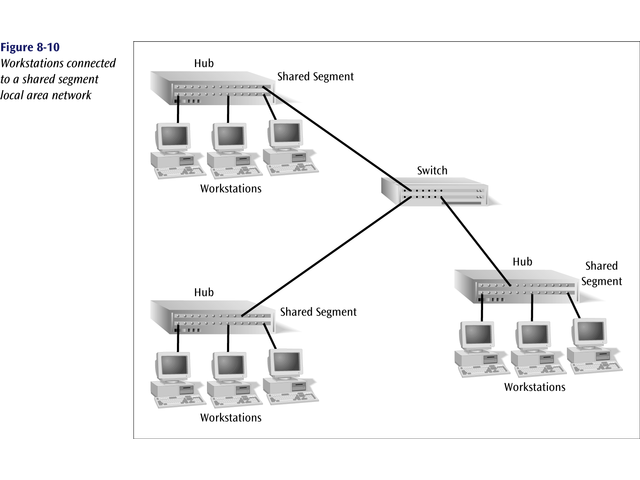 Figure 8-10
Workstations connected
to a shared segment
local area network
Hub
Shared Segment
Workstations
Switch
Hub
Shared
Segment
Workstations
Hub
Shared Segment
Workstations